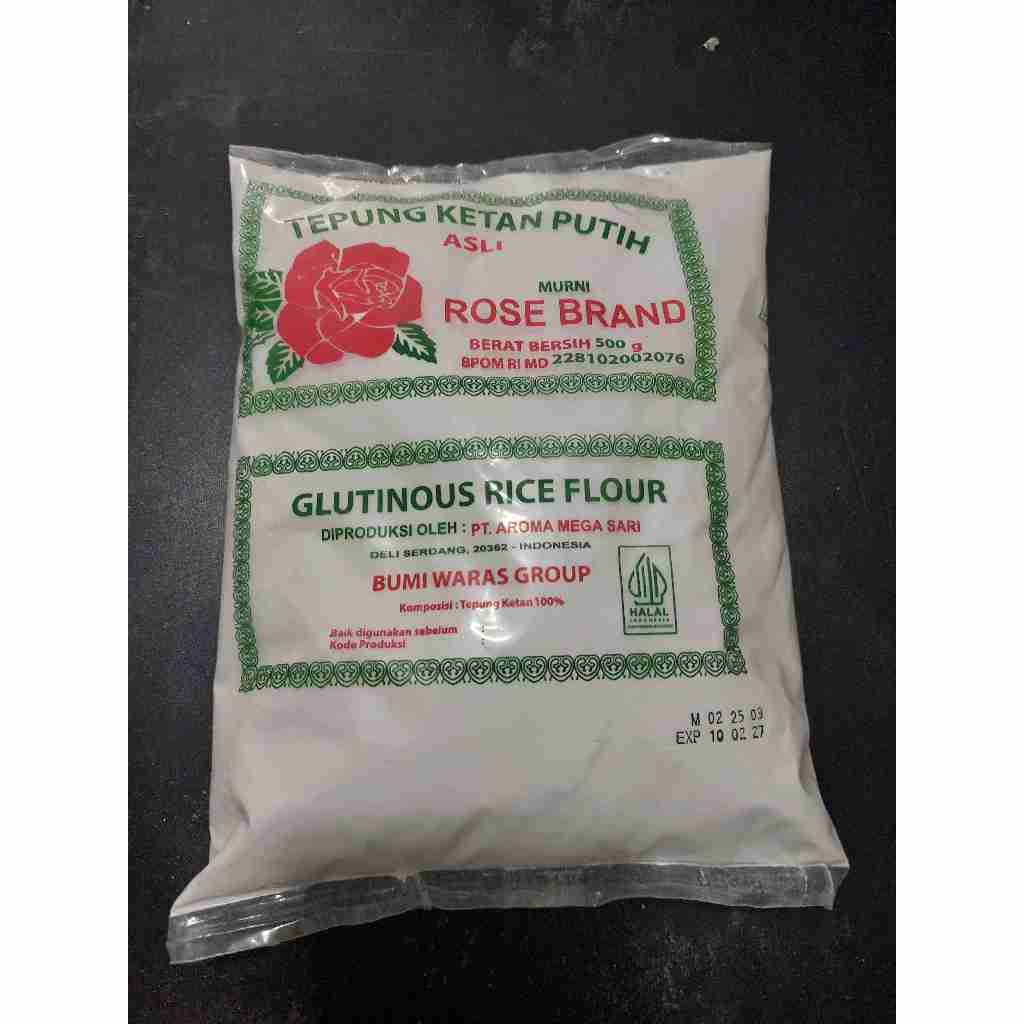 TEPUNG KETAN PUTIH
ASLI
MURNI
ROSE BRAND
BERAT BERSIH 500 g
BPOM RI MD 228102002076
GLUTINOUS RICE FLOUR
DIPRODUKSI OLEH : PT. AROMA MEGA SARI
DELI SERDANG, 20362 - INDONESIA
BUMI WARAS GROUP
Komposisi : Tepung Ketan 100%
HALAL
INDONESIA
Baik digunakan sebelum :
Kode Produksi :
M 02 25 03
EXP 10 02 27